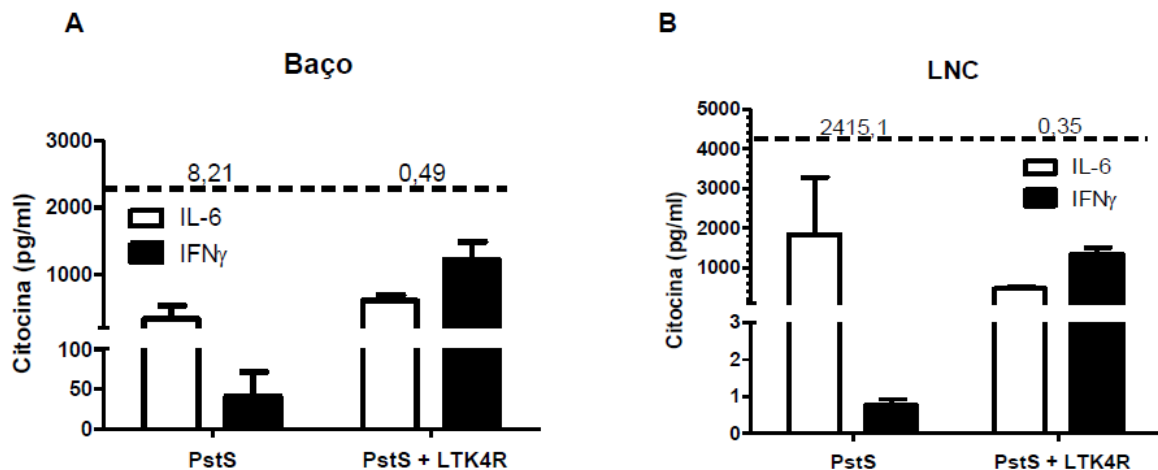 A
Baço
Citocina (pg/ml)
3000
2000
1000
100
50
0
8,21
0,49
IL-6
IFNγ
PstS
PstS + LTK4R
B
LNC
Citocina (pg/ml)
5000
4000
3000
2000
1000
3
2
1
0
2415,1
0,35
IL-6
IFNγ
PstS
PstS + LTK4R